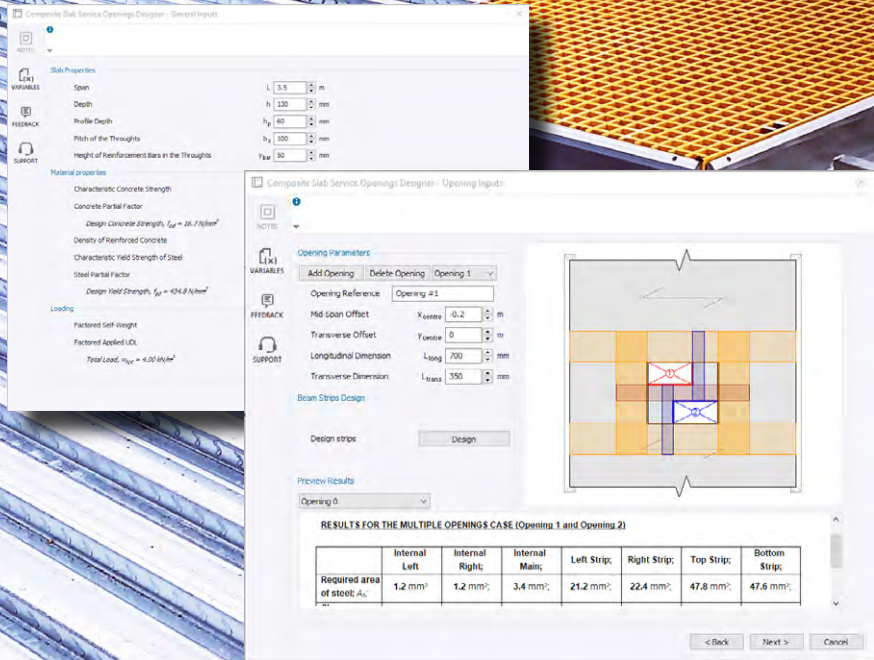 Composite Slab Service Openings Designer - General Inputs
NOTES
VARIABLES
FEEDBACK
SUPPORT
Slab Properties
Span L 3.5 m
Depth h 130 mm
Profile Depth hp 60 mm
Pitch of the Throughts bs 100 mm
Height of Reinforcement Bars in the Throughts ybar 50 mm
Material properties
Characteristic Concrete Strength
Concrete Partial Factor
Design Concrete Strength, fcd = 16.7 N/mm²
Density of Reinforced Concrete
Characteristic Yield Strength of Steel
Steel Partial Factor
Design Yield Strength, fyd = 434.8 N/mm²
Loading
Factored Self-Weight
Factored Applied UDL
Total Load, wtot = 4.00 kN/m²
Composite Slab Service Openings Designer - Opening Inputs
NOTES
VARIABLES
FEEDBACK
SUPPORT
Opening Parameters
Add Opening Delete Opening Opening 1
Opening Reference Opening #1
Mid-Span Offset Xcentre -0.2 m
Transverse Offset Ycentre 0 m
Longitudinal Dimension Llong 700 mm
Transverse Dimension Ltrans 350 mm
Beam Strips Design
Design strips Design
1
2
Preview Results
Opening 0
RESULTS FOR THE MULTIPLE OPENINGS CASE (Opening 1 and Opening 2)
Internal Left Internal Right; Internal Main; Left Strip; Right Strip; Top Strip; Bottom Strip;
Required area of steel; As; 1.2 mm²; 1.2 mm²; 3.4 mm²; 21.2 mm²; 22.4 mm²; 47.8 mm²; 47.6 mm²;
< Back Next > Cancel